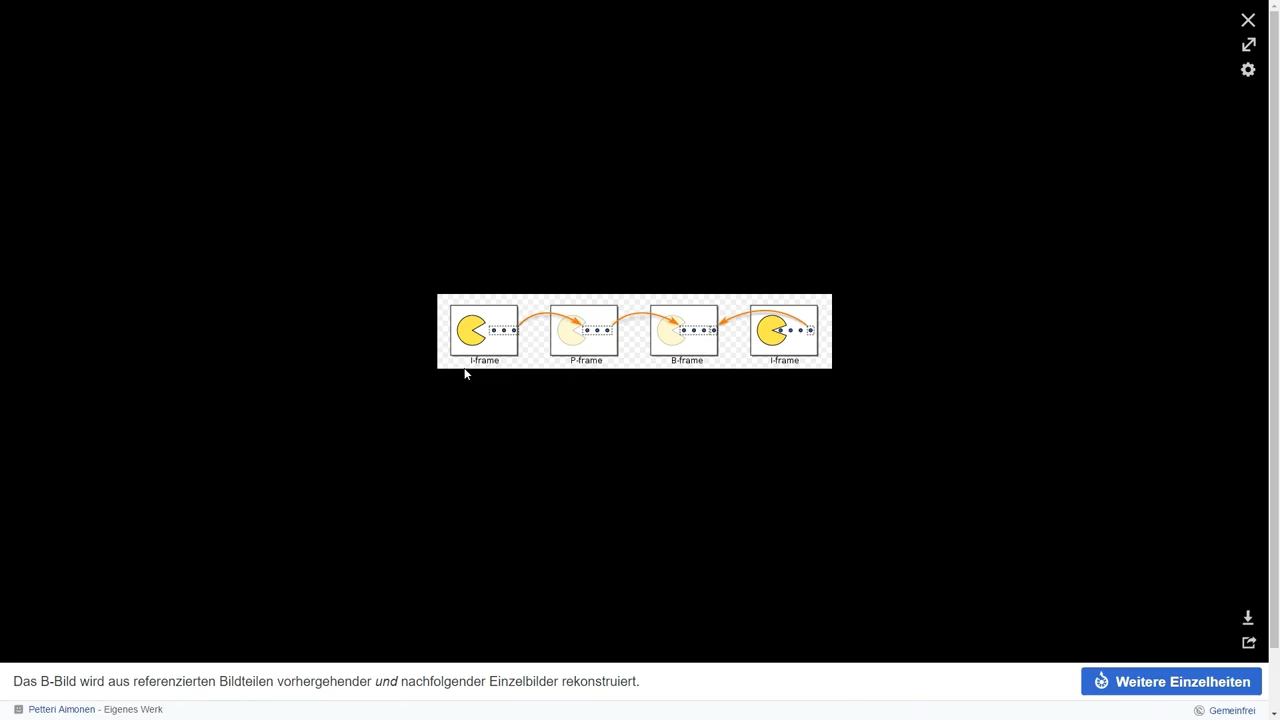 I-frame P-frame B-frame I-frame
Das B-Bild wird aus referenzierten Bildteilen vorhergehender und nachfolgender Einzelbilder rekonstruiert.
Weitere Einzelheiten
Petteri Aimonen - Eigenes Werk
Gemeinfrei